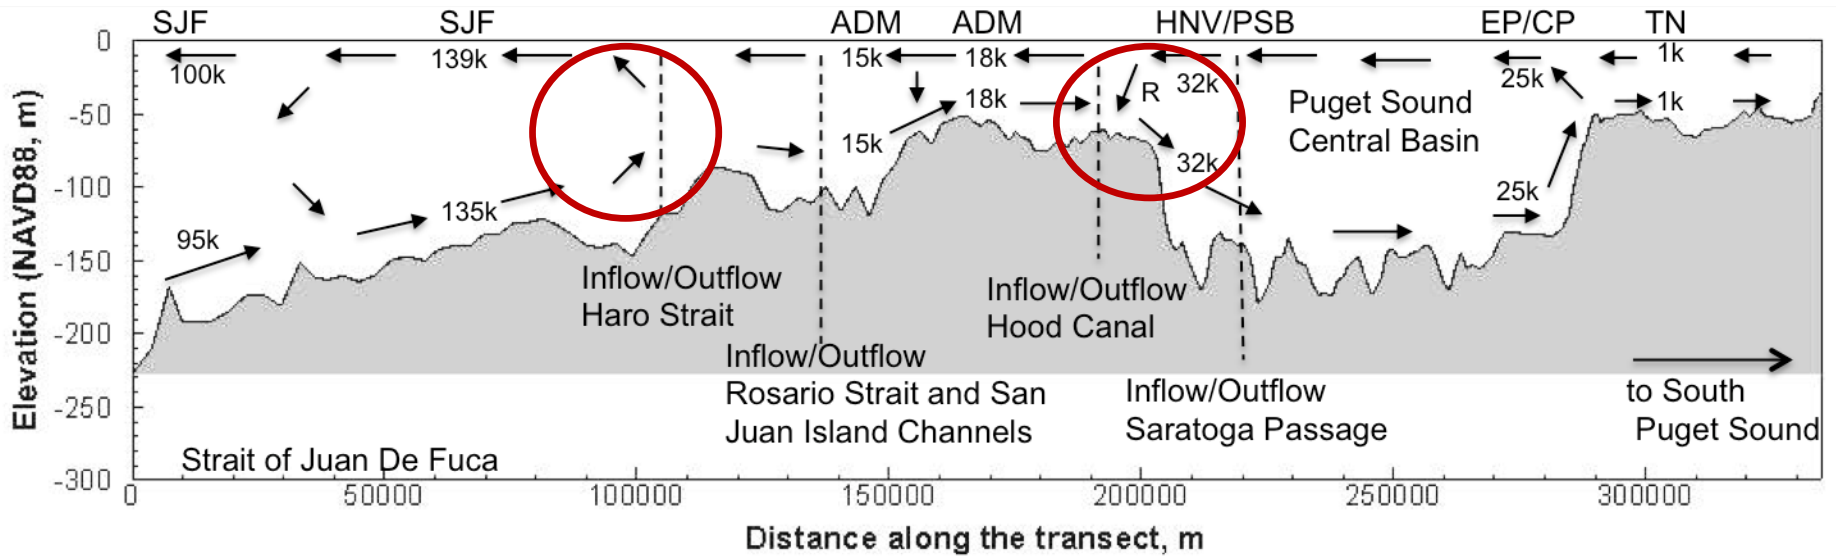 SJF SJF ADM ADM HNV/PSB EP/CP TN
0
-50
-100
-150
-200
-250
-300
Elevation (NAVD88, m)
100k 139k 15k 18k 32k 25k 1k
18k R 1k
15k 32k
95k 135k 25k
Puget Sound
Central Basin
Inflow/Outflow
Haro Strait
Inflow/Outflow
Hood Canal
Inflow/Outflow
Rosario Strait and San
Juan Island Channels
Inflow/Outflow
Saratoga Passage
to South
Puget Sound
Strait of Juan De Fuca
0 50000 100000 150000 200000 250000 300000
Distance along the transect, m